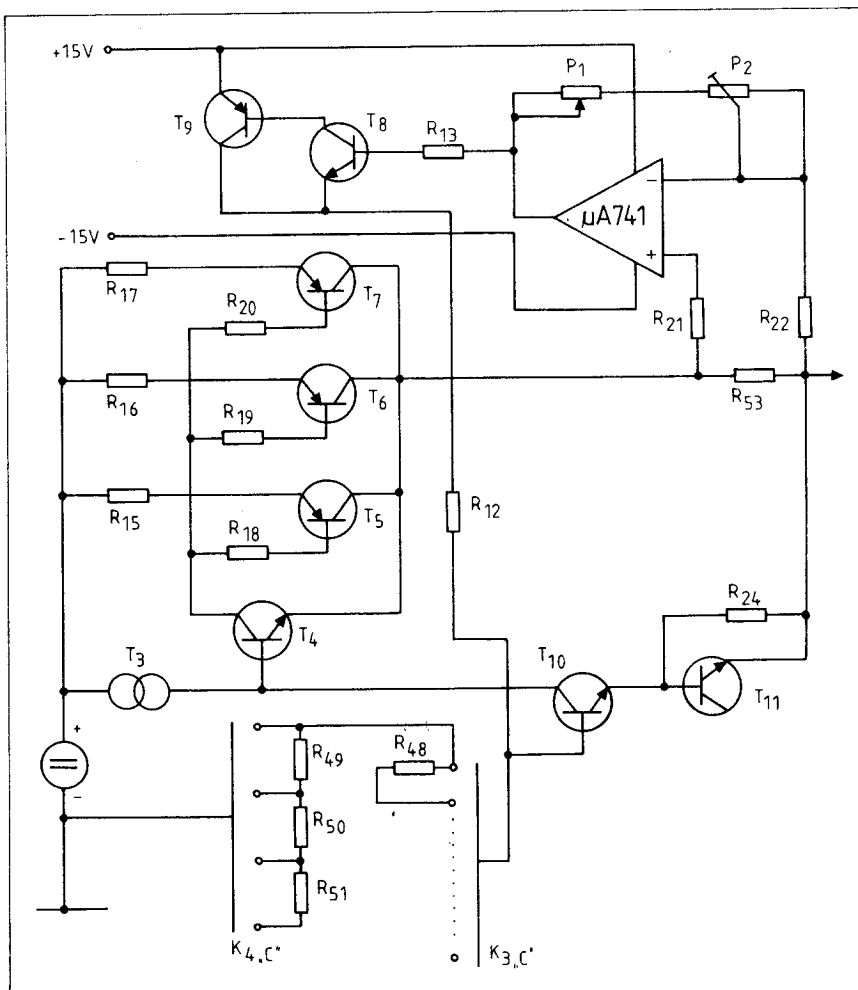 +15V
P1
P2
T9
T8
R13
µA741
−
+
-15V
R17
T7
R20
R21
R22
R16
T6
R19
R53
R15
T5
R18
R12
R24
T4
T3
T10
T11
+
−
R49
R48
R50
R51
K4„C"
K3„C"